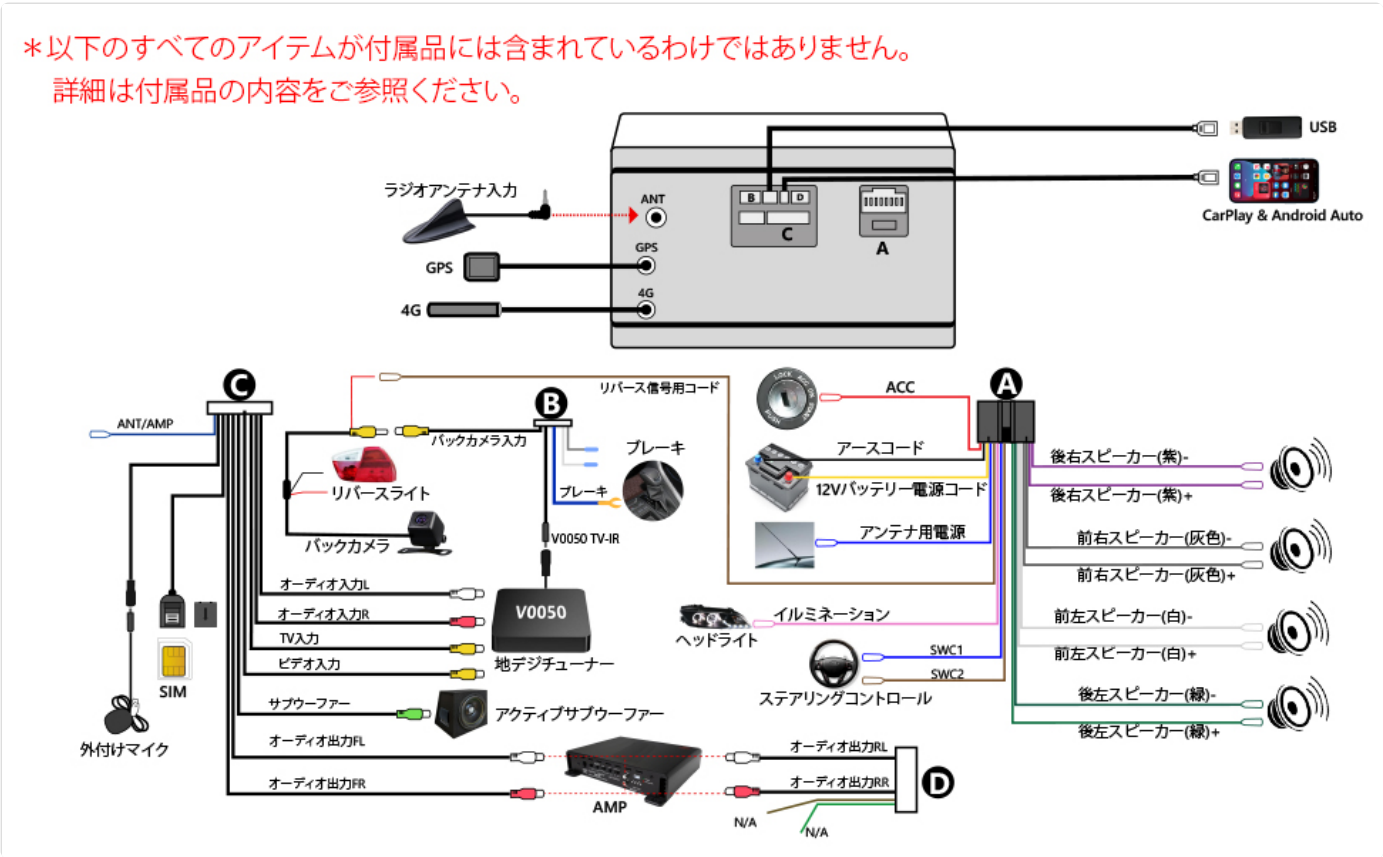 ＊以下のすべてのアイテムが付属品には含まれているわけではありません。
詳細は付属品の内容をご参照ください。
USB
CarPlay & Android Auto
ラジオアンテナ入力
ANT
GPS
GPS
4G
4G
B
D
C
A
C
ANT/AMP
リバース信号用コード
B
バックカメラ入力
ブレーキ
ブレーキ
リバースライト
バックカメラ
V0050 TV-IR
オーディオ入力L
オーディオ入力R
TV入力
ビデオ入力
V0050
地デジチューナー
SIM
外付けマイク
サブウーファー
アクティブサブウーファー
オーディオ出力FL
オーディオ出力FR
AMP
オーディオ出力RL
オーディオ出力RR
D
N/A
N/A
LOCK ACC ON START
PUSH
ACC
A
アースコード
12Vバッテリー電源コード
アンテナ用電源
イルミネーション
ヘッドライト
SWC1
SWC2
ステアリングコントロール
後右スピーカー(紫)-
後右スピーカー(紫)+
前右スピーカー(灰色)-
前右スピーカー(灰色)+
前左スピーカー(白)-
前左スピーカー(白)+
後左スピーカー(緑)-
後左スピーカー(緑)+